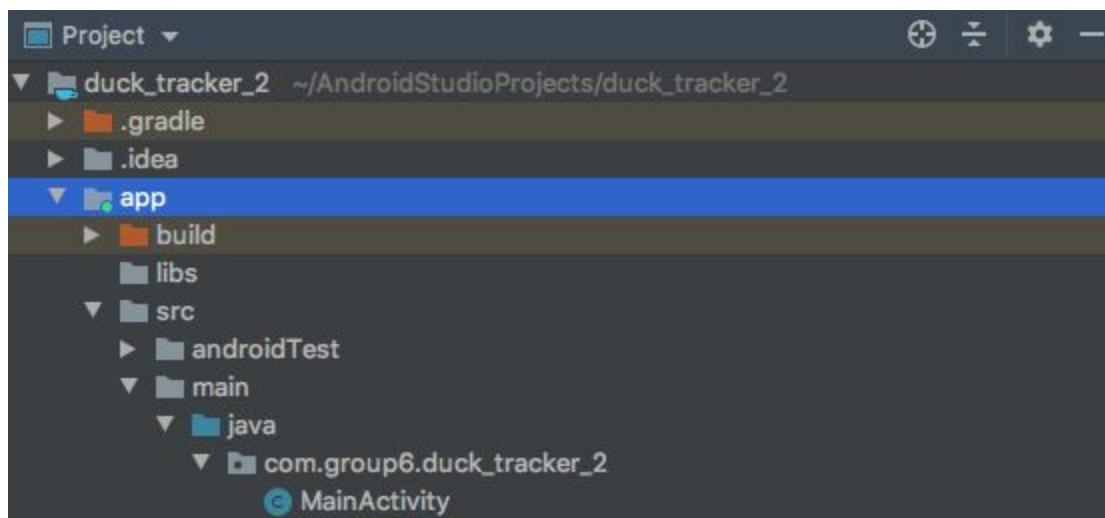 Project
duck_tracker_2 ~/AndroidStudioProjects/duck_tracker_2
.gradle
.idea
app
build
libs
src
androidTest
main
java
com.group6.duck_tracker_2
C MainActivity